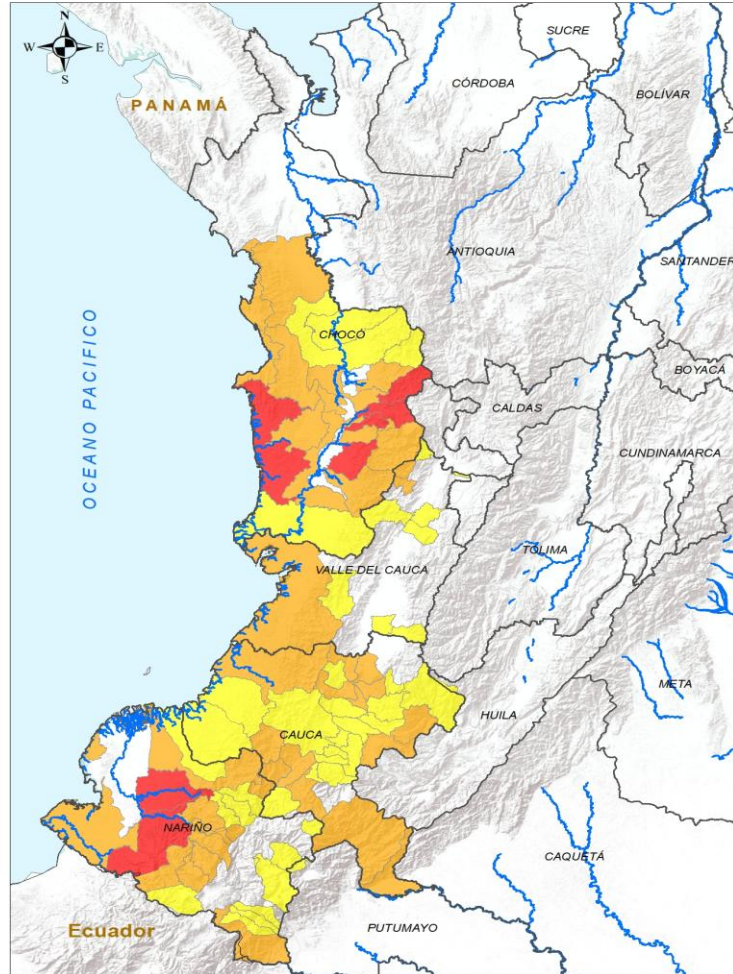 N
W E
S
SUCRE
CÓRDOBA
BOLÍVAR
PANAMÁ
ANTIOQUIA
SANTANDER
CHOCÓ
BOYACÁ
CALDAS
CUNDINAMARCA
OCEANO PACIFICO
TOLIMA
VALLE DEL CAUCA
META
HUILA
CAUCA
NARIÑO
CAQUETÁ
PUTUMAYO
Ecuador